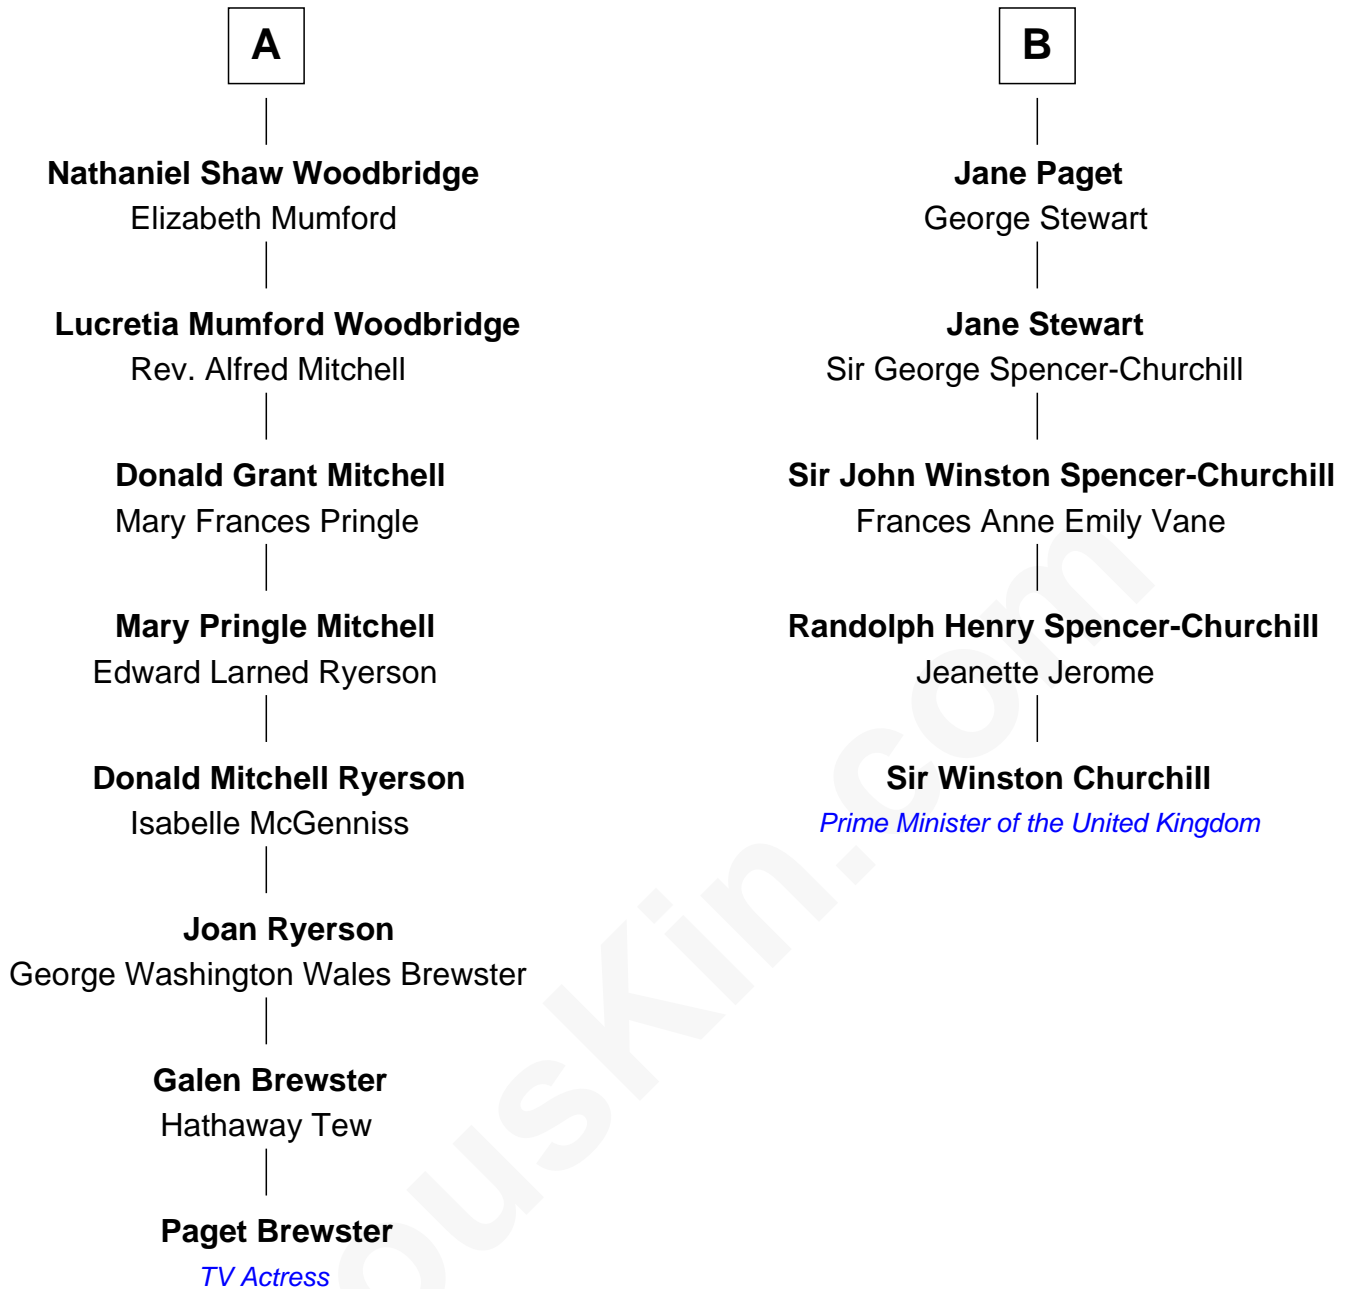 A
Nathaniel Shaw Woodbridge
Elizabeth Mumford
Lucretia Mumford Woodbridge
Rev. Alfred Mitchell
Donald Grant Mitchell
Mary Frances Pringle
Mary Pringle Mitchell
Edward Larned Ryerson
Donald Mitchell Ryerson
Isabelle McGenniss
Joan Ryerson
George Washington Wales Brewster
Galen Brewster
Hathaway Tew
Paget Brewster
TV Actress
B
Jane Paget
George Stewart
Jane Stewart
Sir George Spencer-Churchill
Sir John Winston Spencer-Churchill
Frances Anne Emily Vane
Randolph Henry Spencer-Churchill
Jeanette Jerome
Sir Winston Churchill
Prime Minister of the United Kingdom
ousKin.com